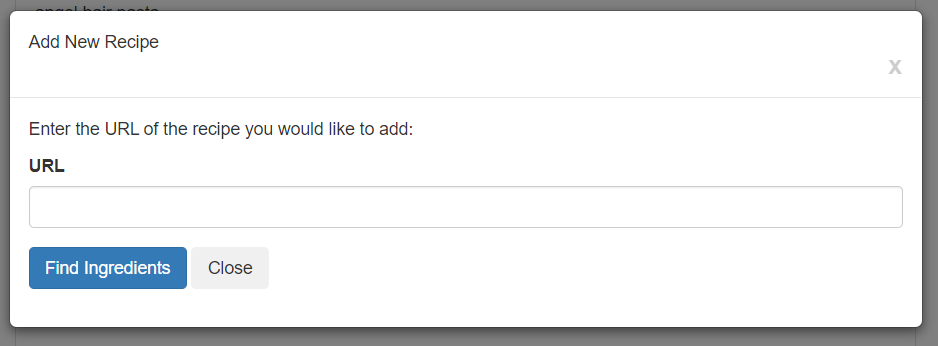 angel hair pasta
Add New Recipe
x
Enter the URL of the recipe you would like to add:
URL
Find Ingredients
Close